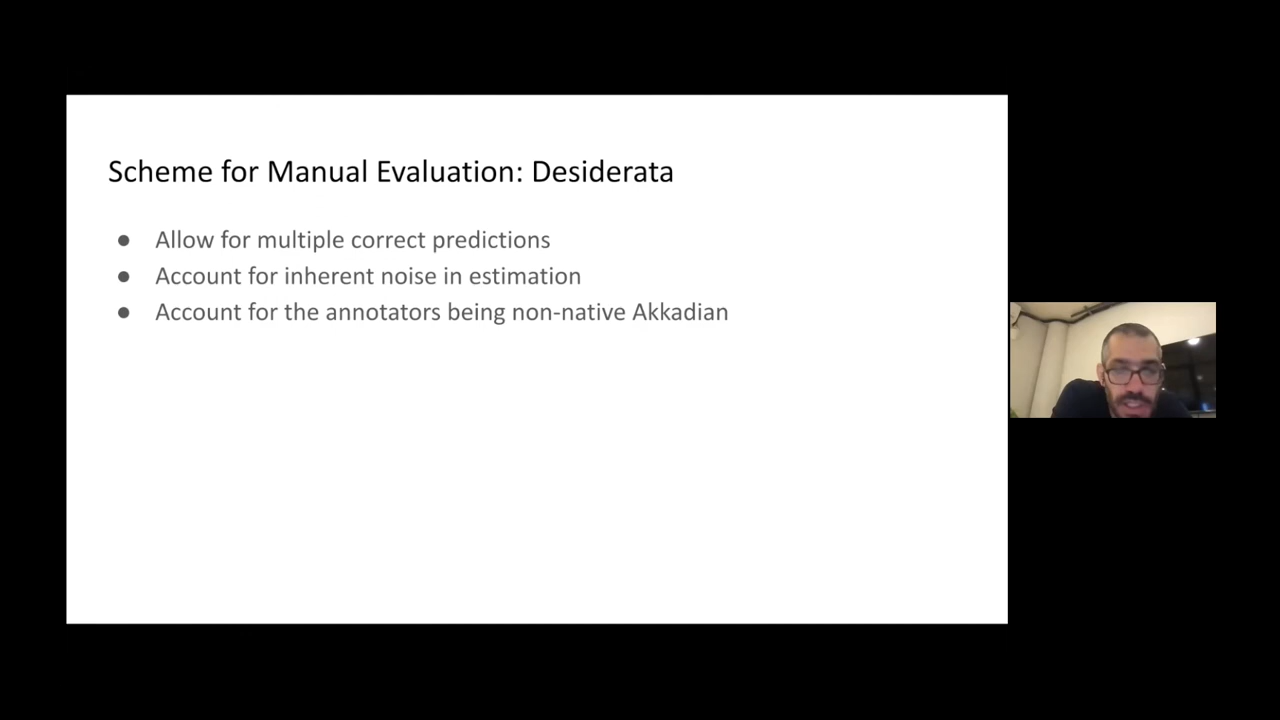 Scheme for Manual Evaluation: Desiderata
● Allow for multiple correct predictions
● Account for inherent noise in estimation
● Account for the annotators being non-native Akkadian